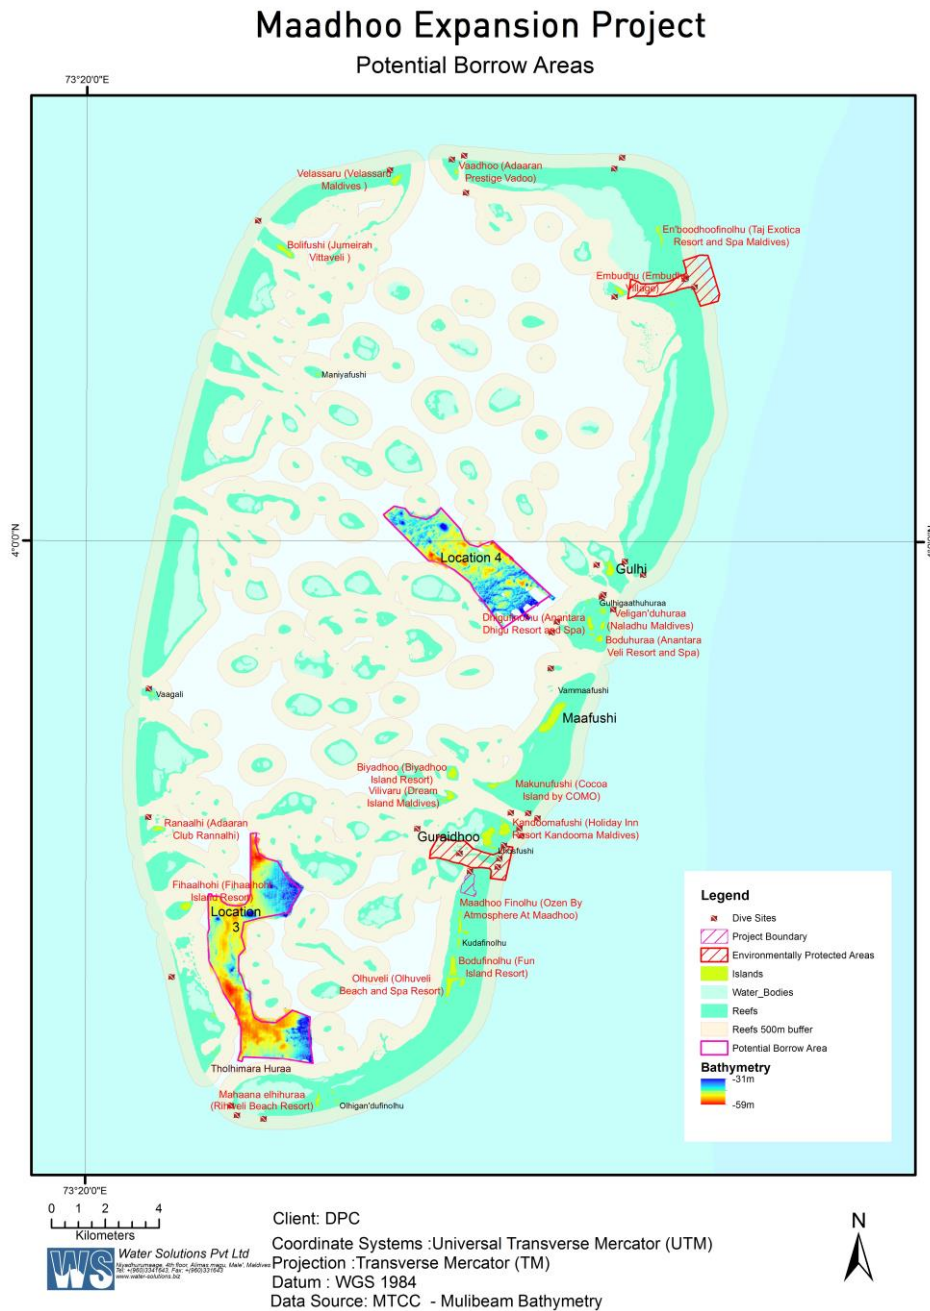 Maadhoo Expansion Project
Potential Borrow Areas
73°20'0"E
Velassaru (Velassaru
Maldives )
Vaadhoo (Adaaran
Prestige Vadoo)
Bolifushi (Jumeirah
Vittaveli )
En'boodhoofinolhu (Taj Exotica
Resort and Spa Maldives)
Embudhu (Embudhu
Village)
Maniyafushi
4°0'0"N
4°0'0"N
Location 4
Gulhi
Gulhigaathuhuraa
Dhigufinolhu (Anantara
Dhigu Resort and Spa)
Veligan'duhuraa
(Naladhu Maldives)
Boduhuraa (Anantara
Veli Resort and Spa)
Vaagali
Vammaafushi
Maafushi
Biyadhoo (Biyadhoo
Island Resort)
Vilivaru (Dream
Island Maldives)
Makunufushi (Cocoa
Island by COMO)
Ranaalhi (Adaaran
Club Rannalhi)
Kandoomafushi (Holiday Inn
Resort Kandooma Maldives)
Guraidhoo
Fihaalhohi (Fihaalhohi
Island Resort)
Location
3
Maadhoo Finolhu (Ozen By
Atmosphere At Maadhoo)
Kudafinolhu
Bodufinolhu (Fun
Island Resort)
Olhuveli (Olhuveli
Beach and Spa Resort)
Tholhimara Huraa
Mahaana elhihuraa
(Rihiveli Beach Resort)
Olhigan'dufinolhu
Legend
Dive Sites
Project Boundary
Environmentally Protected Areas
Islands
Water_Bodies
Reefs
Reefs 500m buffer
Potential Borrow Area
Bathymetry
-31m
-59m
73°20'0"E
0 1 2 4
Kilometers
WS
Water Solutions Pvt Ltd
www.water-solutions.biz
Client: DPC
Coordinate Systems :Universal Transverse Mercator (UTM)
Projection :Transverse Mercator (TM)
Datum : WGS 1984
Data Source: MTCC - Mulibeam Bathymetry
N